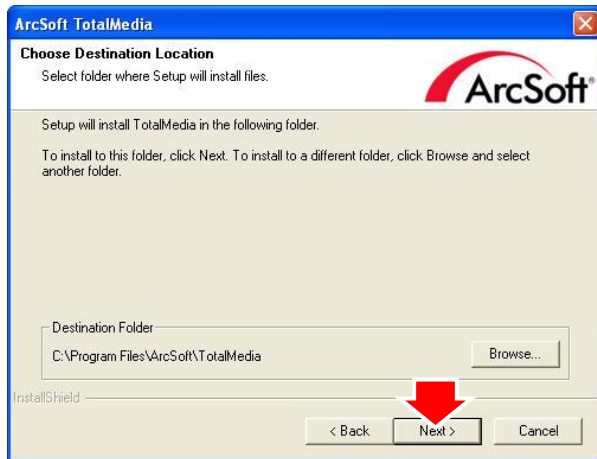 ArcSoft TotalMedia
Choose Destination Location
Select folder where Setup will install files.
ArcSoft®
Setup will install TotalMedia in the following folder.
To install to this folder, click Next. To install to a different folder, click Browse and select
another folder.
Destination Folder
C:\Program Files\ArcSoft\TotalMedia
Browse...
InstallShield
< Back
Next >
Cancel